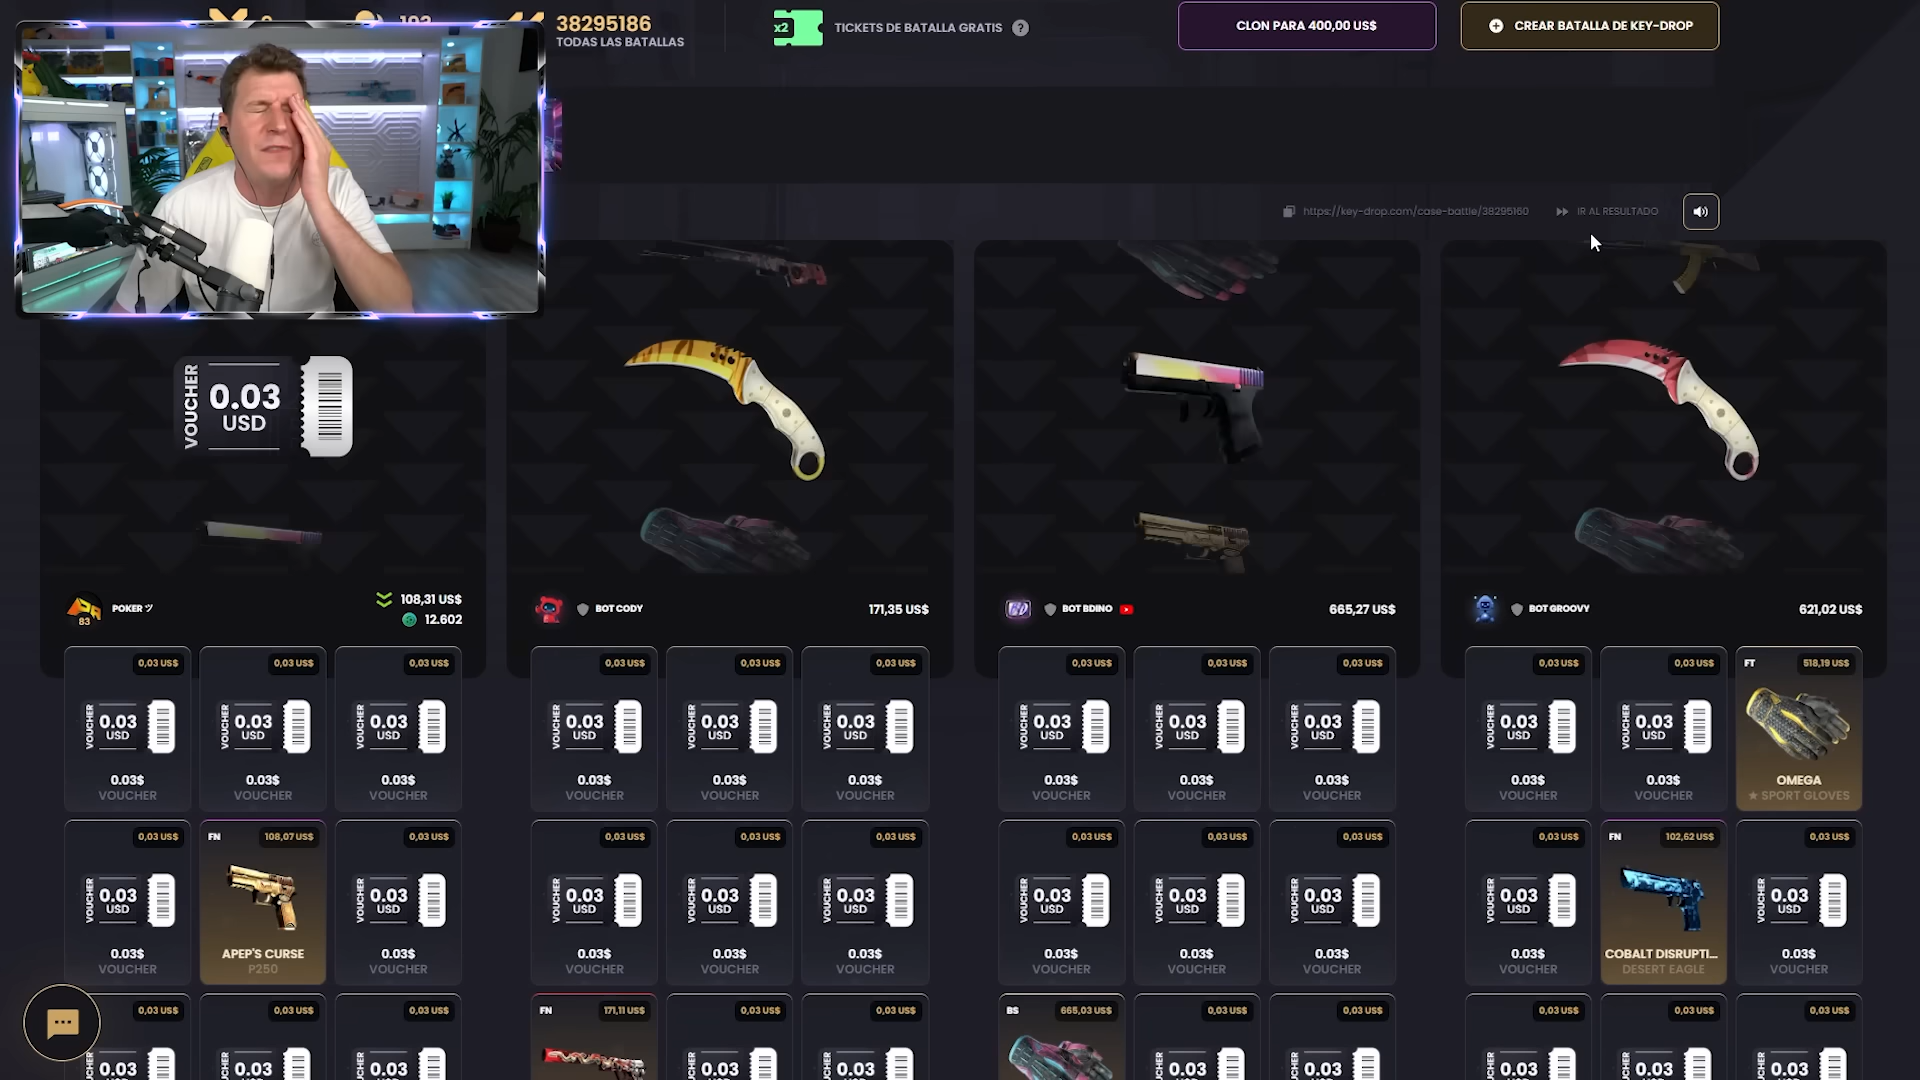 38295186
TODAS LAS BATALLAS
x2
TICKETS DE BATALLA GRATIS ?
CLON PARA 400,00 US$
CREAR BATALLA DE KEY-DROP
https://key-drop.com/case-battle/38295160
IR AL RESULTADO
VOUCHER
0.03
USD
83
POKER ツ
108,31 US$
12.602
BOT CODY
171,35 US$
BOT BDINO
665,27 US$
BOT GROOVY
621,02 US$
0,03 US$ 0,03 US$ 0,03 US$
VOUCHER 0.03 USD VOUCHER 0.03 USD VOUCHER 0.03 USD
0.03$ 0.03$ 0.03$
VOUCHER VOUCHER VOUCHER
0,03 US$ 0,03 US$ 0,03 US$
VOUCHER 0.03 USD VOUCHER 0.03 USD VOUCHER 0.03 USD
0.03$ 0.03$ 0.03$
VOUCHER VOUCHER VOUCHER
0,03 US$ 0,03 US$ 0,03 US$
VOUCHER 0.03 USD VOUCHER 0.03 USD VOUCHER 0.03 USD
0.03$ 0.03$ 0.03$
VOUCHER VOUCHER VOUCHER
0,03 US$ 0,03 US$ FT 518,19 US$
VOUCHER 0.03 USD VOUCHER 0.03 USD
0.03$ 0.03$ OMEGA
VOUCHER VOUCHER ★ SPORT GLOVES
0,03 US$ FN 108,07 US$ 0,03 US$
VOUCHER 0.03 USD VOUCHER 0.03 USD
0.03$ APEP'S CURSE 0.03$
VOUCHER P250 VOUCHER
0,03 US$ 0,03 US$ 0,03 US$
VOUCHER 0.03 USD VOUCHER 0.03 USD VOUCHER 0.03 USD
0.03$ 0.03$ 0.03$
VOUCHER VOUCHER VOUCHER
0,03 US$ 0,03 US$ 0,03 US$
VOUCHER 0.03 USD VOUCHER 0.03 USD VOUCHER 0.03 USD
0.03$ 0.03$ 0.03$
VOUCHER VOUCHER VOUCHER
0,03 US$ FN 102,62 US$ 0,03 US$
VOUCHER 0.03 USD VOUCHER 0.03 USD
0.03$ COBALT DISRUPTI... 0.03$
VOUCHER DESERT EAGLE VOUCHER
0,03 US$ 0,03 US$ 0,03 US$
0.03 0.03 0.03
FN 171,11 US$ 0,03 US$ 0,03 US$
0.03 0.03
BS 665,03 US$ 0,03 US$ 0,03 US$
0.03 0.03
0,03 US$ 0,03 US$ 0,03 US$
0.03 0.03 0.03